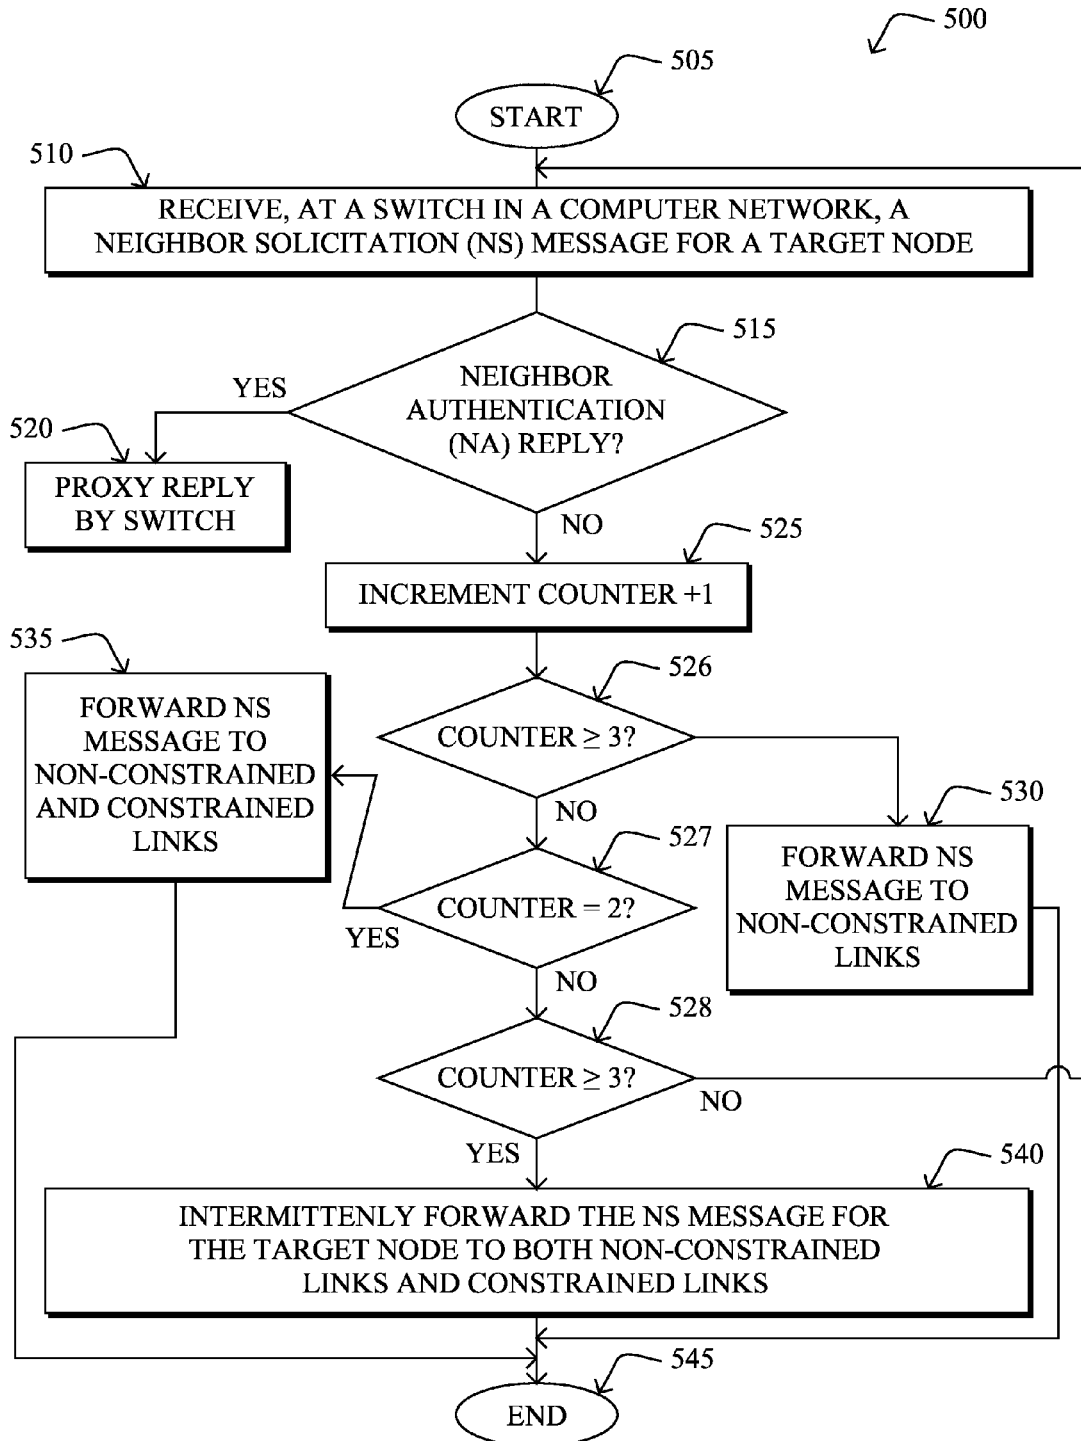 500
505
START
510
RECEIVE, AT A SWITCH IN A COMPUTER NETWORK, A
NEIGHBOR SOLICITATION (NS) MESSAGE FOR A TARGET NODE
515
NEIGHBOR
AUTHENTICATION
(NA) REPLY?
YES
520
PROXY REPLY
BY SWITCH
NO
525
INCREMENT COUNTER +1
535
FORWARD NS
MESSAGE TO
NON-CONSTRAINED
AND CONSTRAINED
LINKS
526
COUNTER ≥ 3?
NO
530
FORWARD NS
MESSAGE TO
NON-CONSTRAINED
LINKS
527
COUNTER = 2?
YES
NO
528
COUNTER ≥ 3?
NO
YES
540
INTERMITTENLY FORWARD THE NS MESSAGE FOR
THE TARGET NODE TO BOTH NON-CONSTRAINED
LINKS AND CONSTRAINED LINKS
545
END